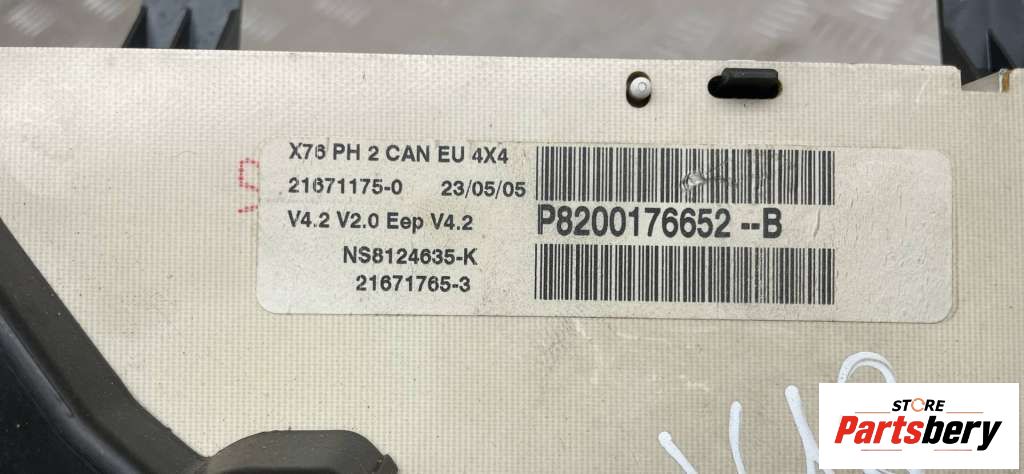 X76 PH 2 CAN EU 4X4
21671175-0 23/05/05
V4.2 V2.0 Eep V4.2
P8200176652 --B
NS8124635-K
21671765-3
STORE
Partsbery